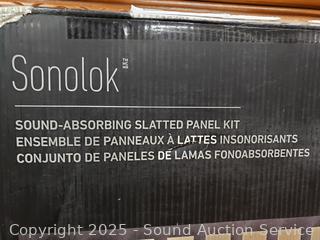 Sonolok
SOUND-ABSORBING SLATTED PANEL KIT
ENSEMBLE DE PANNEAUX À LATTES INSONORISANTS
CONJUNTO DE PANELES DE LAMAS FONOABSORBENTES
Copyright 2025 - Sound Auction Service